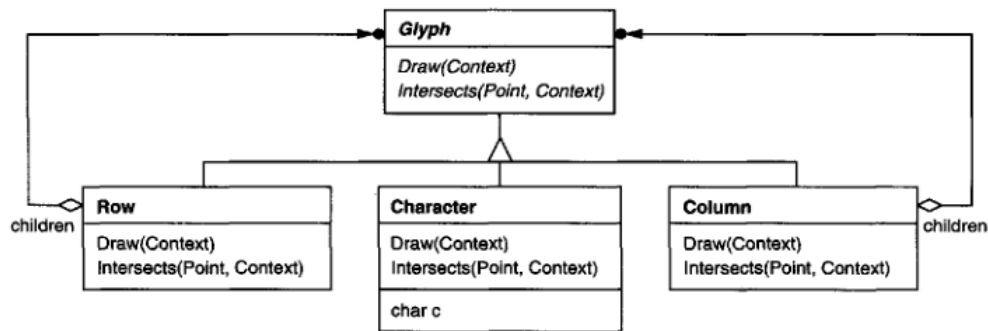 Glyph
Draw(Context)
Intersects(Point, Context)
children
Row
Draw(Context)
Intersects(Point, Context)
Character
Draw(Context)
Intersects(Point, Context)
char c
Column
Draw(Context)
Intersects(Point, Context)
children